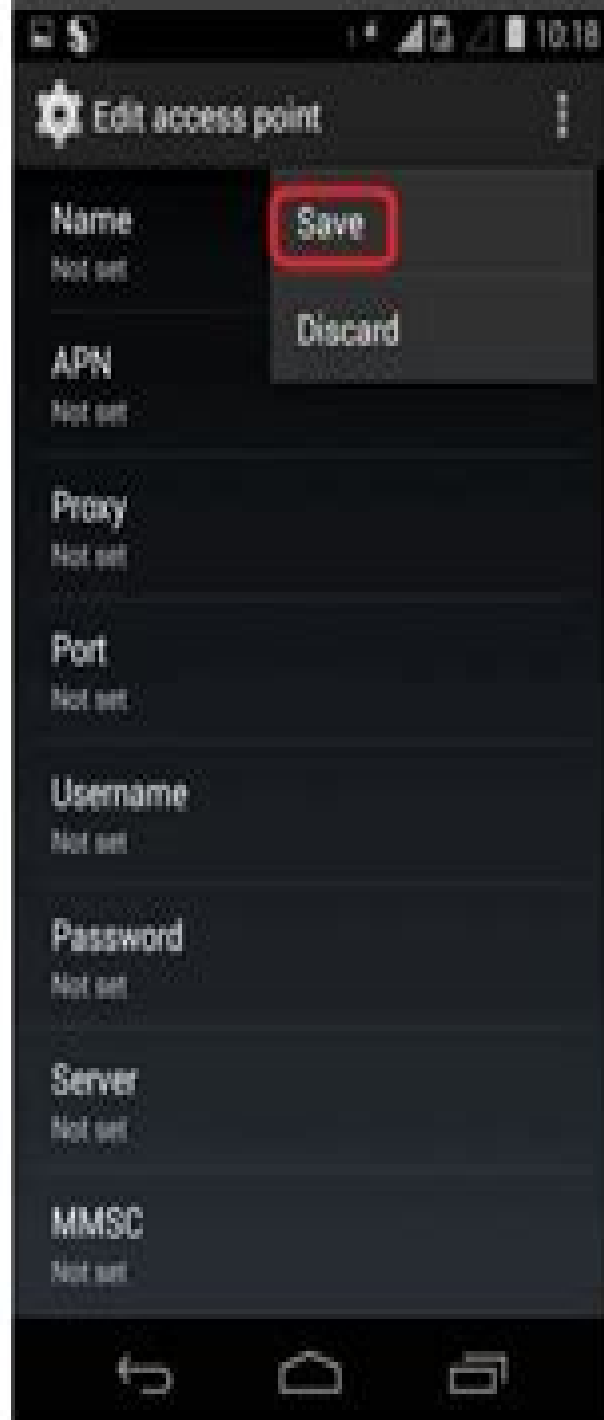 10:18
Edit access point
Name
Not set
Save
Discard
APN
Not set
Proxy
Not set
Port
Not set
Username
Not set
Password
Not set
Server
Not set
MMSC
Not set